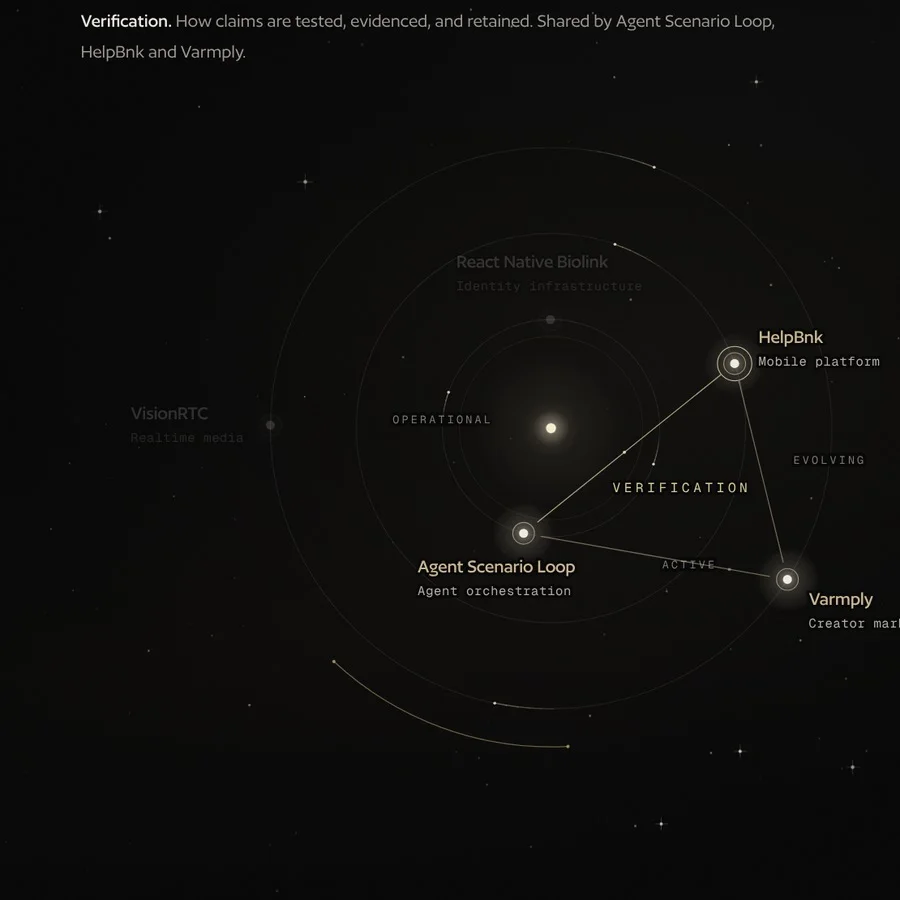 Verification. How claims are tested, evidenced, and retained. Shared by Agent Scenario Loop,
HelpBnk and Varmply.
React Native Biolink
Identity infrastructure
HelpBnk
Mobile platform
VisionRTC
Realtime media
OPERATIONAL
EVOLVING
VERIFICATION
Agent Scenario Loop
Agent orchestration
ACTIVE
Varmply
Creator